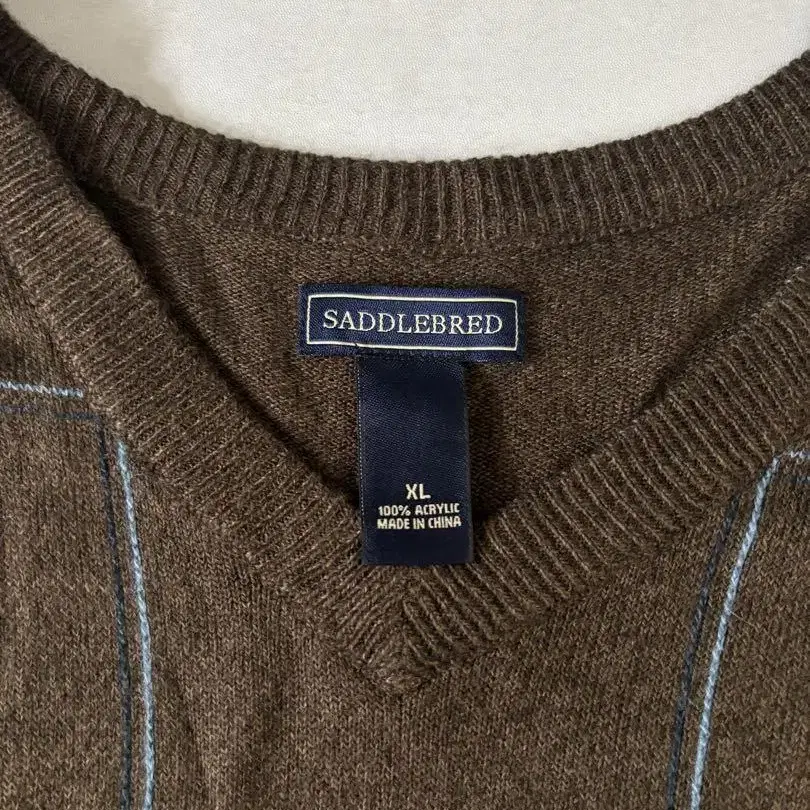 SADDLEBRED
XL
100% ACRYLIC
MADE IN CHINA